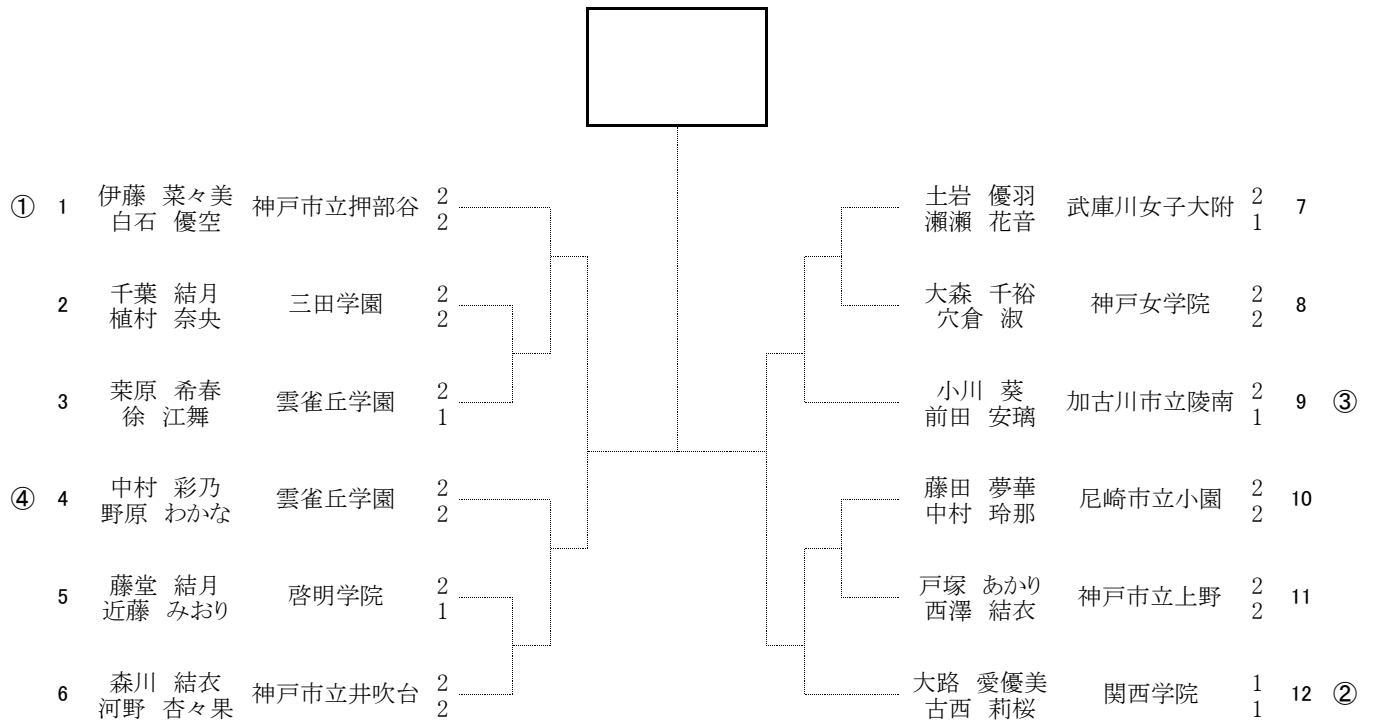 ① 1 伊藤 菜々美 神戸市立押部谷 2
白石 優空 2
2 千葉 結月 三田学園 2
植村 奈央 2
3 桒原 希春 雲雀丘学園 2
徐 江舞 1
④ 4 中村 彩乃 雲雀丘学園 2
野原 わかな 2
5 藤堂 結月 啓明学院 2
近藤 みおり 1
6 森川 結衣 神戸市立井吹台 2
河野 杏々果 2
土岩 優羽 武庫川女子大附 2 7
瀬瀬 花音 1
大森 千裕 神戸女学院 2 8
穴倉 淑 2
小川 葵 加古川市立陵南 2 9 ③
前田 安璃 1
藤田 夢華 尼崎市立小園 2 10
中村 玲那 2
戸塚 あかり 神戸市立上野 2 11
西澤 結衣 2
大路 愛優美 関西学院 1 12 ②
古西 莉桜 1